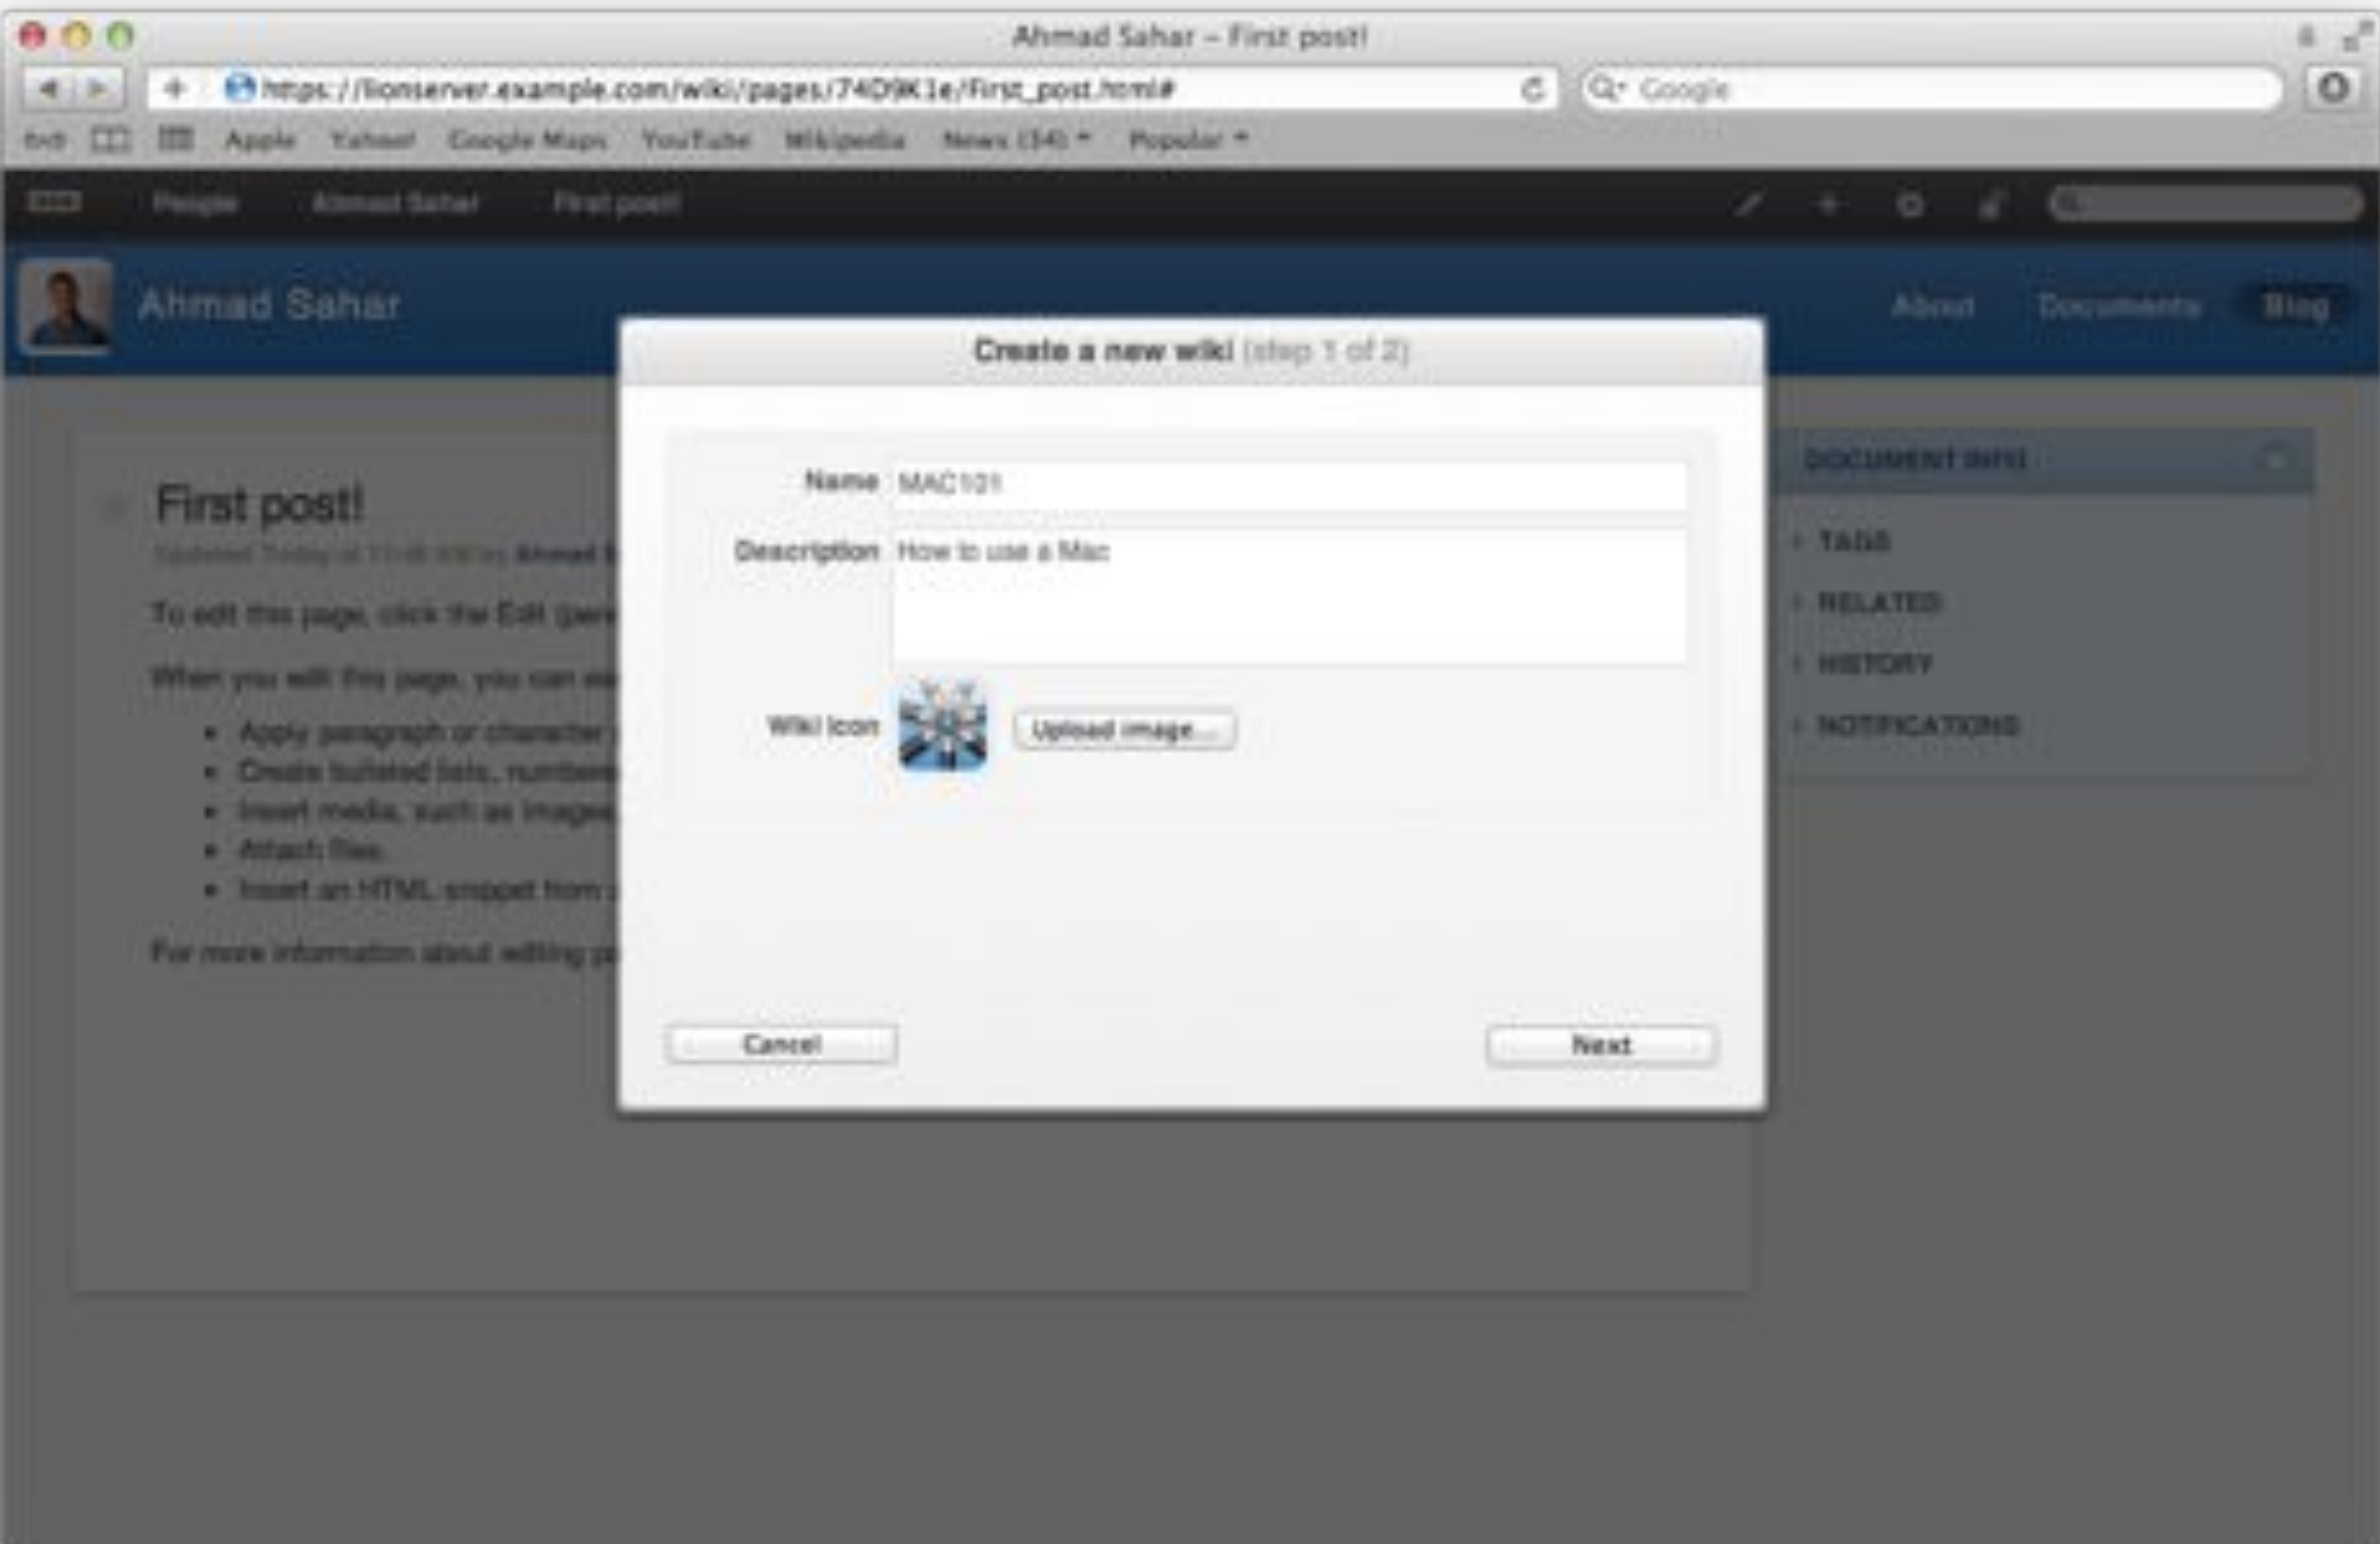 Ahmad Sahar – First post!
https://lionserver.example.com/wiki/pages/74D9K1e/First_post.html#
Google
Apple Yahoo! Google Maps YouTube Wikipedia News (34) Popular
People Ahmad Sahar First post!
Ahmad Sahar
About Documents Blog
Create a new wiki (step 1 of 2)
Name MAC101
Description How to use a Mac
Wiki Icon Upload image...
Cancel Next
First post!
Updated Today at by Ahmad
To edit this page, click the Edit
When you edit this page, you can
• Apply paragraph or character
• Create bulleted lists,
• Insert media, such as images,
• Attach files.
• Insert an HTML snippet from
For more information about editing
DOCUMENT INFO
TAGS
RELATED
HISTORY
NOTIFICATIONS